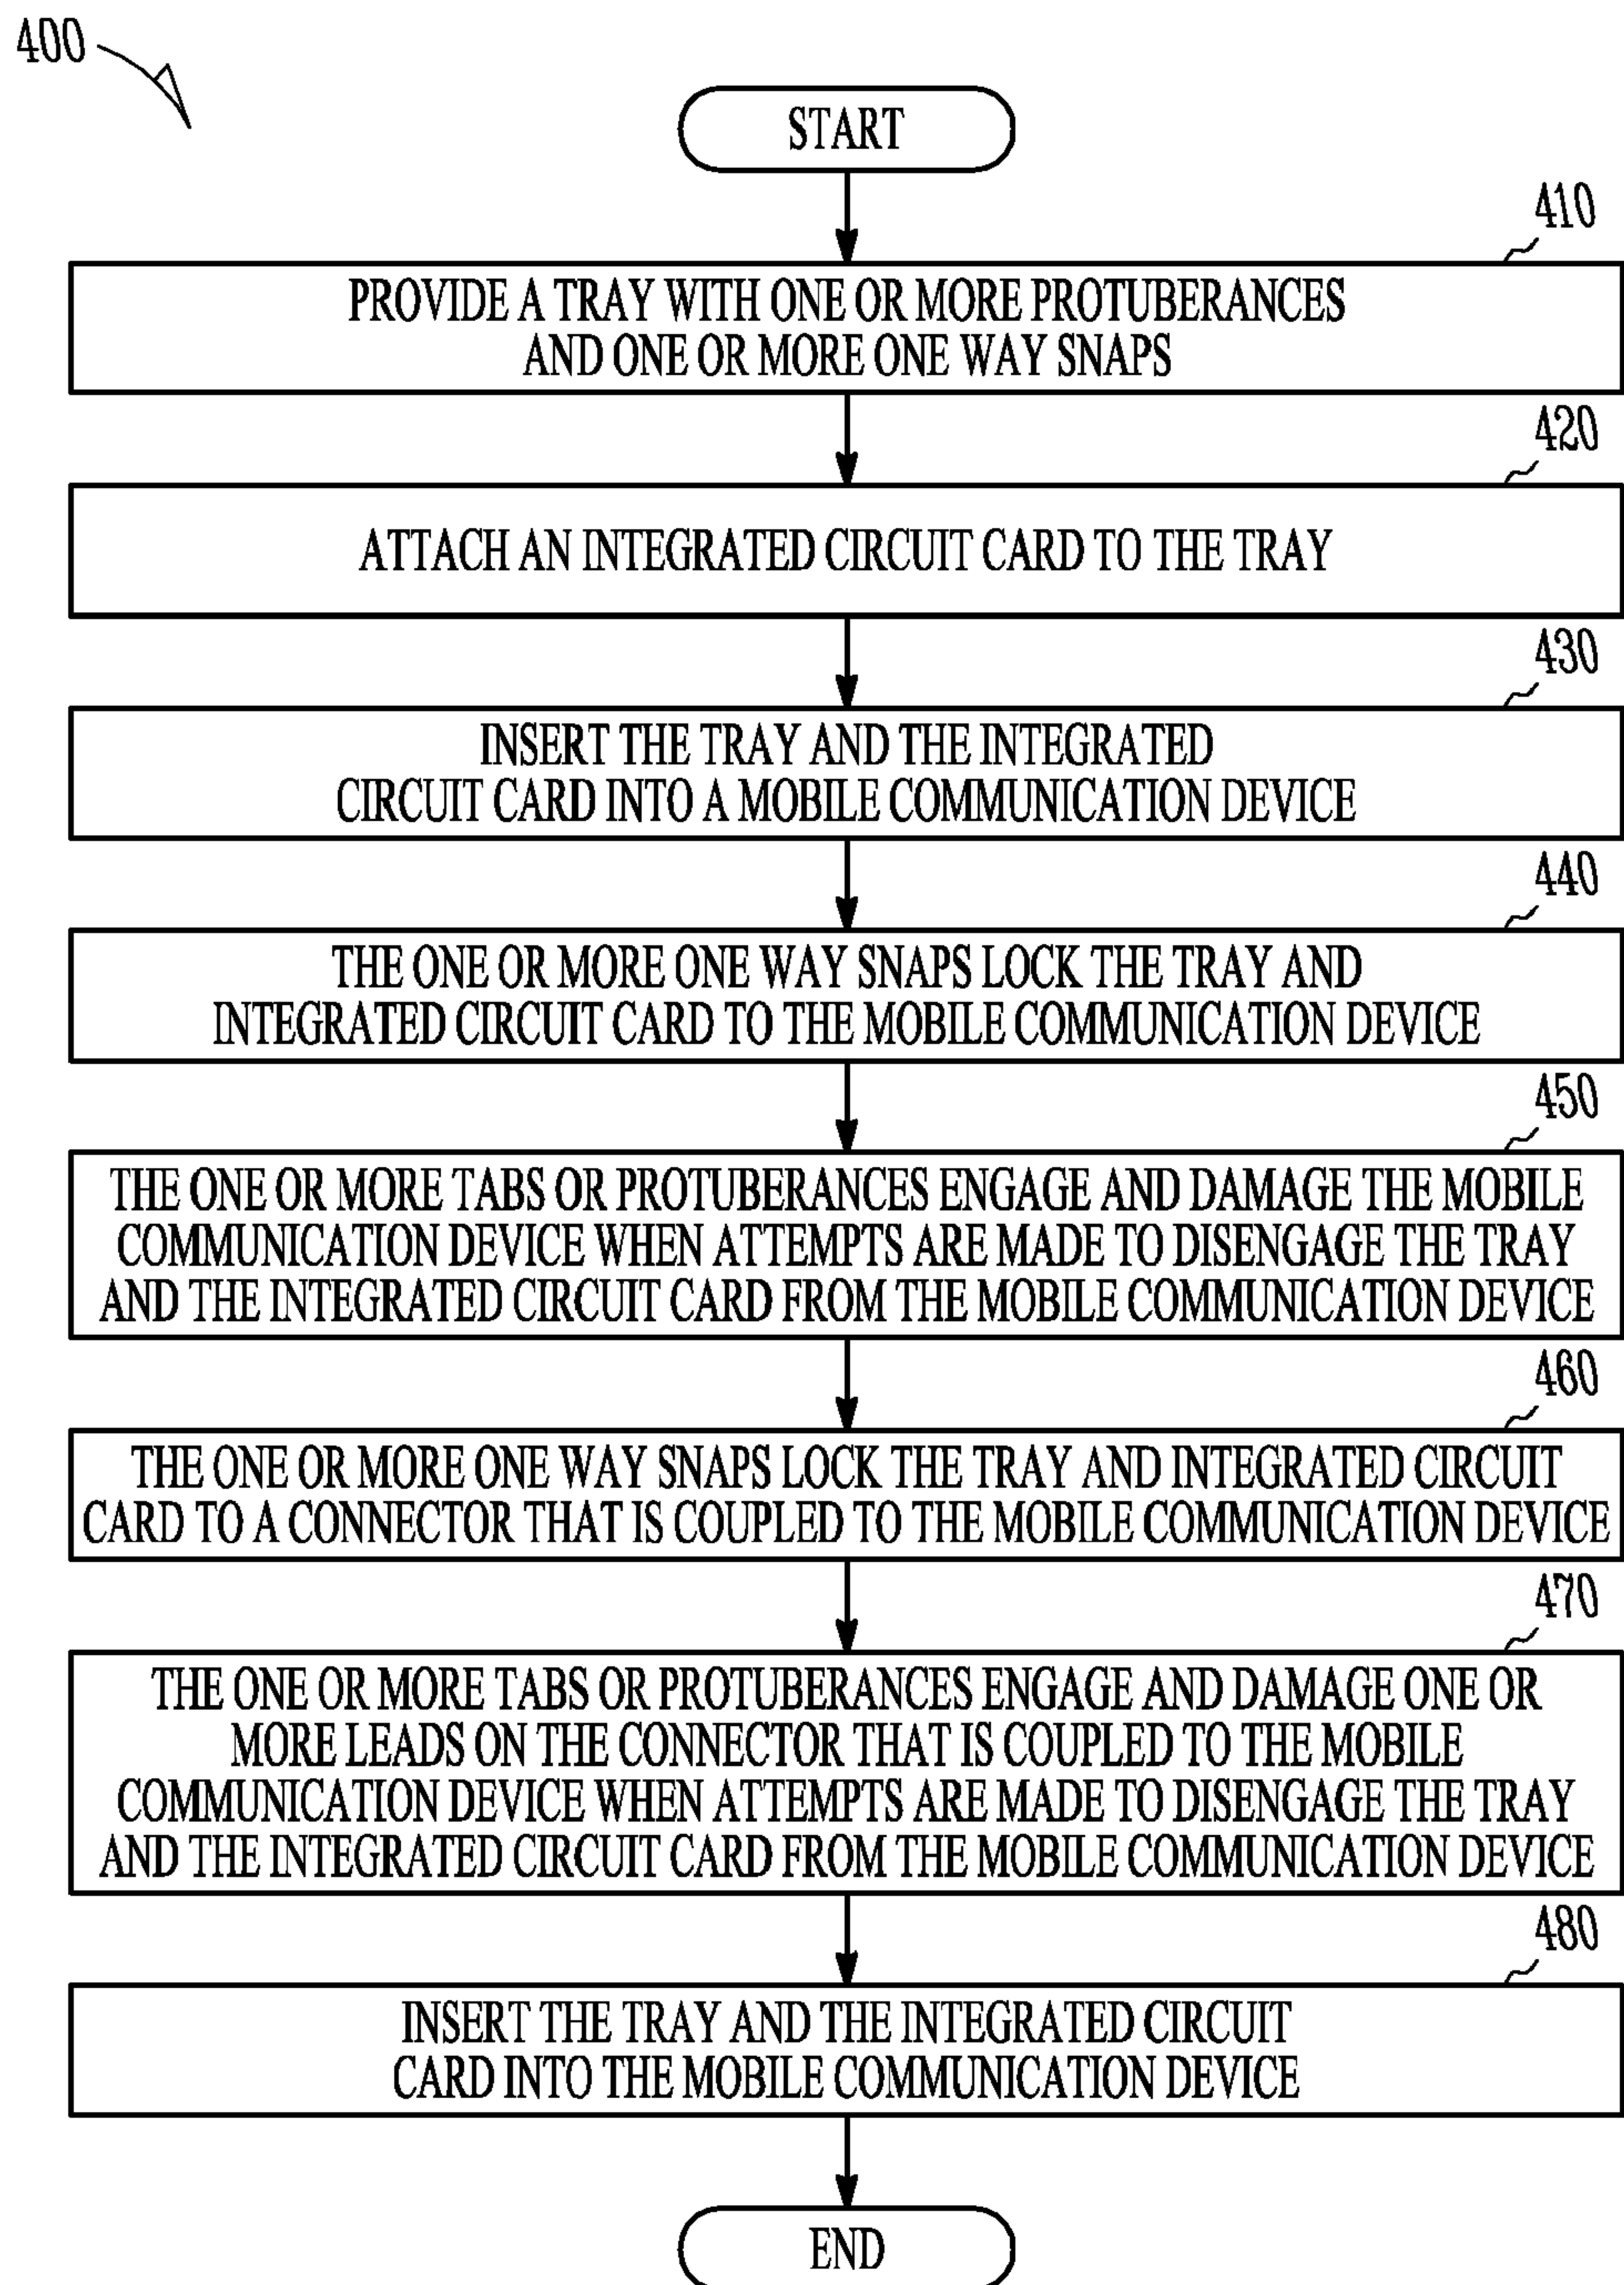 400
START
410
PROVIDE A TRAY WITH ONE OR MORE PROTUBERANCES
AND ONE OR MORE ONE WAY SNAPS
420
ATTACH AN INTEGRATED CIRCUIT CARD TO THE TRAY
430
INSERT THE TRAY AND THE INTEGRATED
CIRCUIT CARD INTO A MOBILE COMMUNICATION DEVICE
440
THE ONE OR MORE ONE WAY SNAPS LOCK THE TRAY AND
INTEGRATED CIRCUIT CARD TO THE MOBILE COMMUNICATION DEVICE
450
THE ONE OR MORE TABS OR PROTUBERANCES ENGAGE AND DAMAGE THE MOBILE
COMMUNICATION DEVICE WHEN ATTEMPTS ARE MADE TO DISENGAGE THE TRAY
AND THE INTEGRATED CIRCUIT CARD FROM THE MOBILE COMMUNICATION DEVICE
460
THE ONE OR MORE ONE WAY SNAPS LOCK THE TRAY AND INTEGRATED CIRCUIT
CARD TO A CONNECTOR THAT IS COUPLED TO THE MOBILE COMMUNICATION DEVICE
470
THE ONE OR MORE TABS OR PROTUBERANCES ENGAGE AND DAMAGE ONE OR
MORE LEADS ON THE CONNECTOR THAT IS COUPLED TO THE MOBILE
COMMUNICATION DEVICE WHEN ATTEMPTS ARE MADE TO DISENGAGE THE TRAY
AND THE INTEGRATED CIRCUIT CARD FROM THE MOBILE COMMUNICATION DEVICE
480
INSERT THE TRAY AND THE INTEGRATED CIRCUIT
CARD INTO THE MOBILE COMMUNICATION DEVICE
END